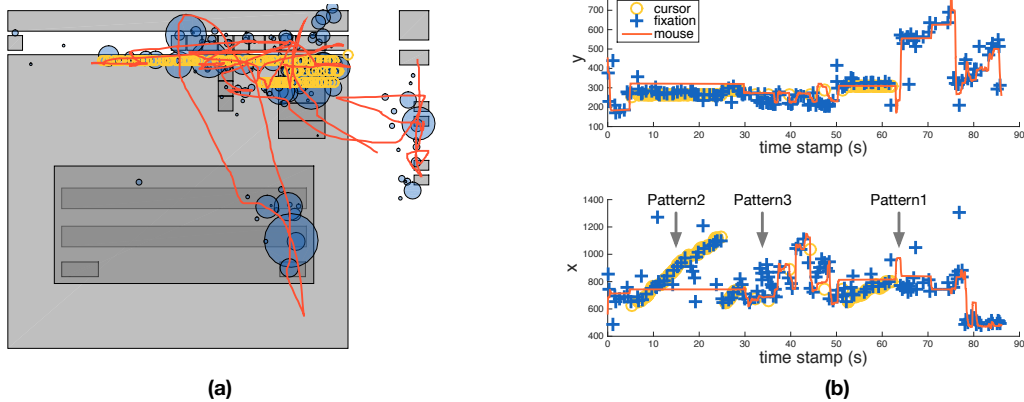 cursor
fixation
mouse
y
700
600
500
400
300
200
100
0 10 20 30 40 50 60 70 80 90
time stamp (s)
Pattern2 Pattern3 Pattern1
x
1400
1200
1000
800
600
400
0 10 20 30 40 50 60 70 80 90
time stamp (s)
(a) (b)